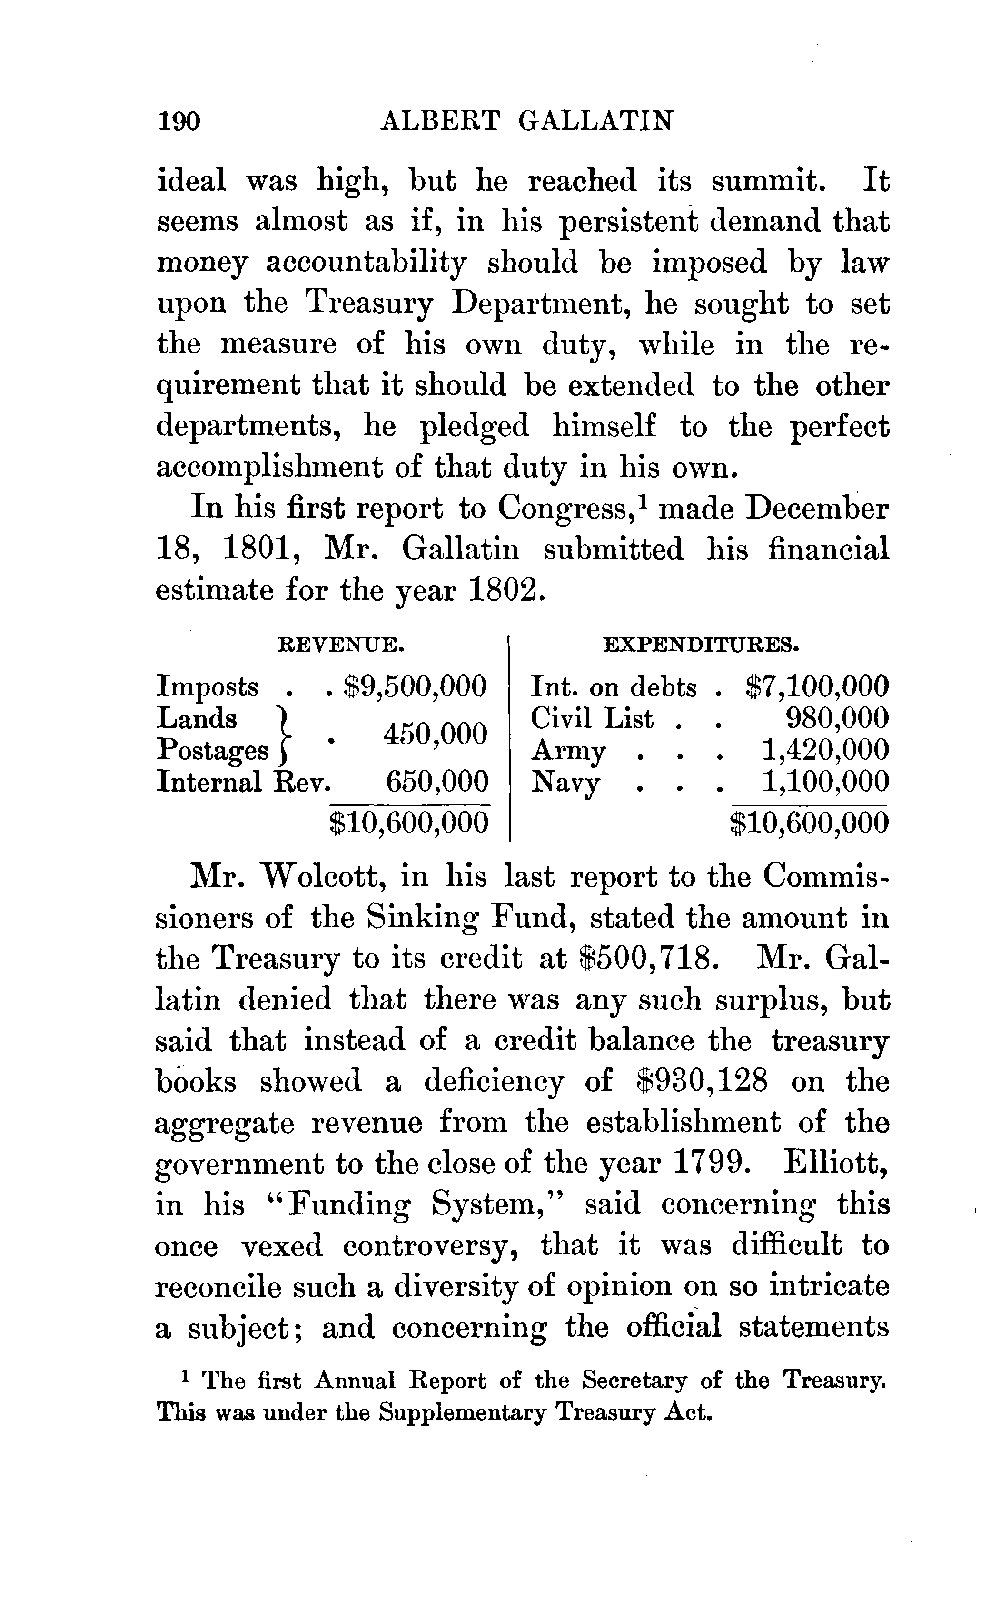 190 ALBERT GALLATIN
ideal was high, but he reached its summit. It
seems almost as if, in his persistent demand that
money accountability should be imposed by law
upon the Treasury Department, he sought to set
the measure of his own duty, while in the re-
quirement that it should be extended to the other
departments, he pledged himself to the perfect
accomplishment of that duty in his own.
In his first report to Congress,¹ made December
18, 1801, Mr. Gallatin submitted his financial
estimate for the year 1802.
REVENUE.
Imposts . . $9,500,000
Lands
Postages } . 450,000
Internal Rev. 650,000
$10,600,000
EXPENDITURES.
Int. on debts . $7,100,000
Civil List . . 980,000
Army . . . 1,420,000
Navy . . . 1,100,000
$10,600,000
Mr. Wolcott, in his last report to the Commis-
sioners of the Sinking Fund, stated the amount in
the Treasury to its credit at $500,718. Mr. Gal-
latin denied that there was any such surplus, but
said that instead of a credit balance the treasury
books showed a deficiency of $930,128 on the
aggregate revenue from the establishment of the
government to the close of the year 1799. Elliott,
in his "Funding System," said concerning this
once vexed controversy, that it was difficult to
reconcile such a diversity of opinion on so intricate
a subject; and concerning the official statements
¹ The first Annual Report of the Secretary of the Treasury.
This was under the Supplementary Treasury Act.